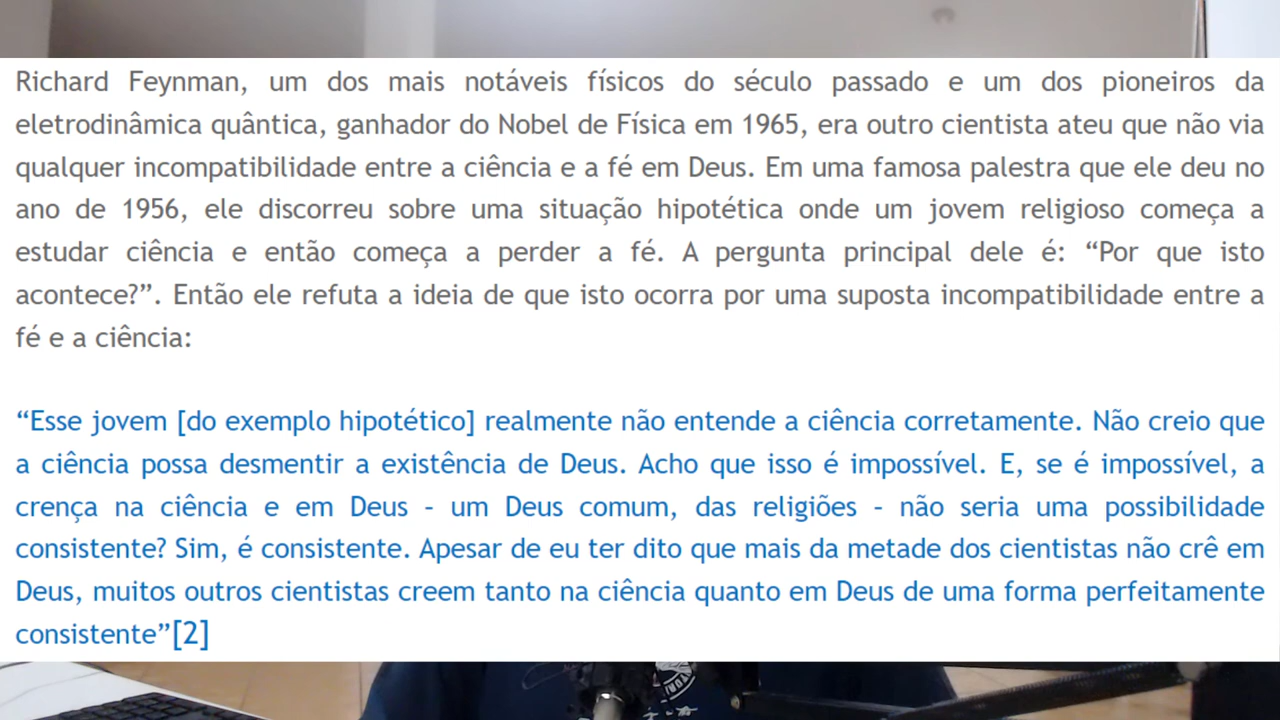 Richard Feynman, um dos mais notáveis físicos do século passado e um dos pioneiros da
eletrodinâmica quântica, ganhador do Nobel de Física em 1965, era outro cientista ateu que não via
qualquer incompatibilidade entre a ciência e a fé em Deus. Em uma famosa palestra que ele deu no
ano de 1956, ele discorreu sobre uma situação hipotética onde um jovem religioso começa a
estudar ciência e então começa a perder a fé. A pergunta principal dele é: “Por que isto
acontece?”. Então ele refuta a ideia de que isto ocorra por uma suposta incompatibilidade entre a
fé e a ciência:
“Esse jovem [do exemplo hipotético] realmente não entende a ciência corretamente. Não creio que
a ciência possa desmentir a existência de Deus. Acho que isso é impossível. E, se é impossível, a
crença na ciência e em Deus – um Deus comum, das religiões – não seria uma possibilidade
consistente? Sim, é consistente. Apesar de eu ter dito que mais da metade dos cientistas não crê em
Deus, muitos outros cientistas creem tanto na ciência quanto em Deus de uma forma perfeitamente
consistente”[2]